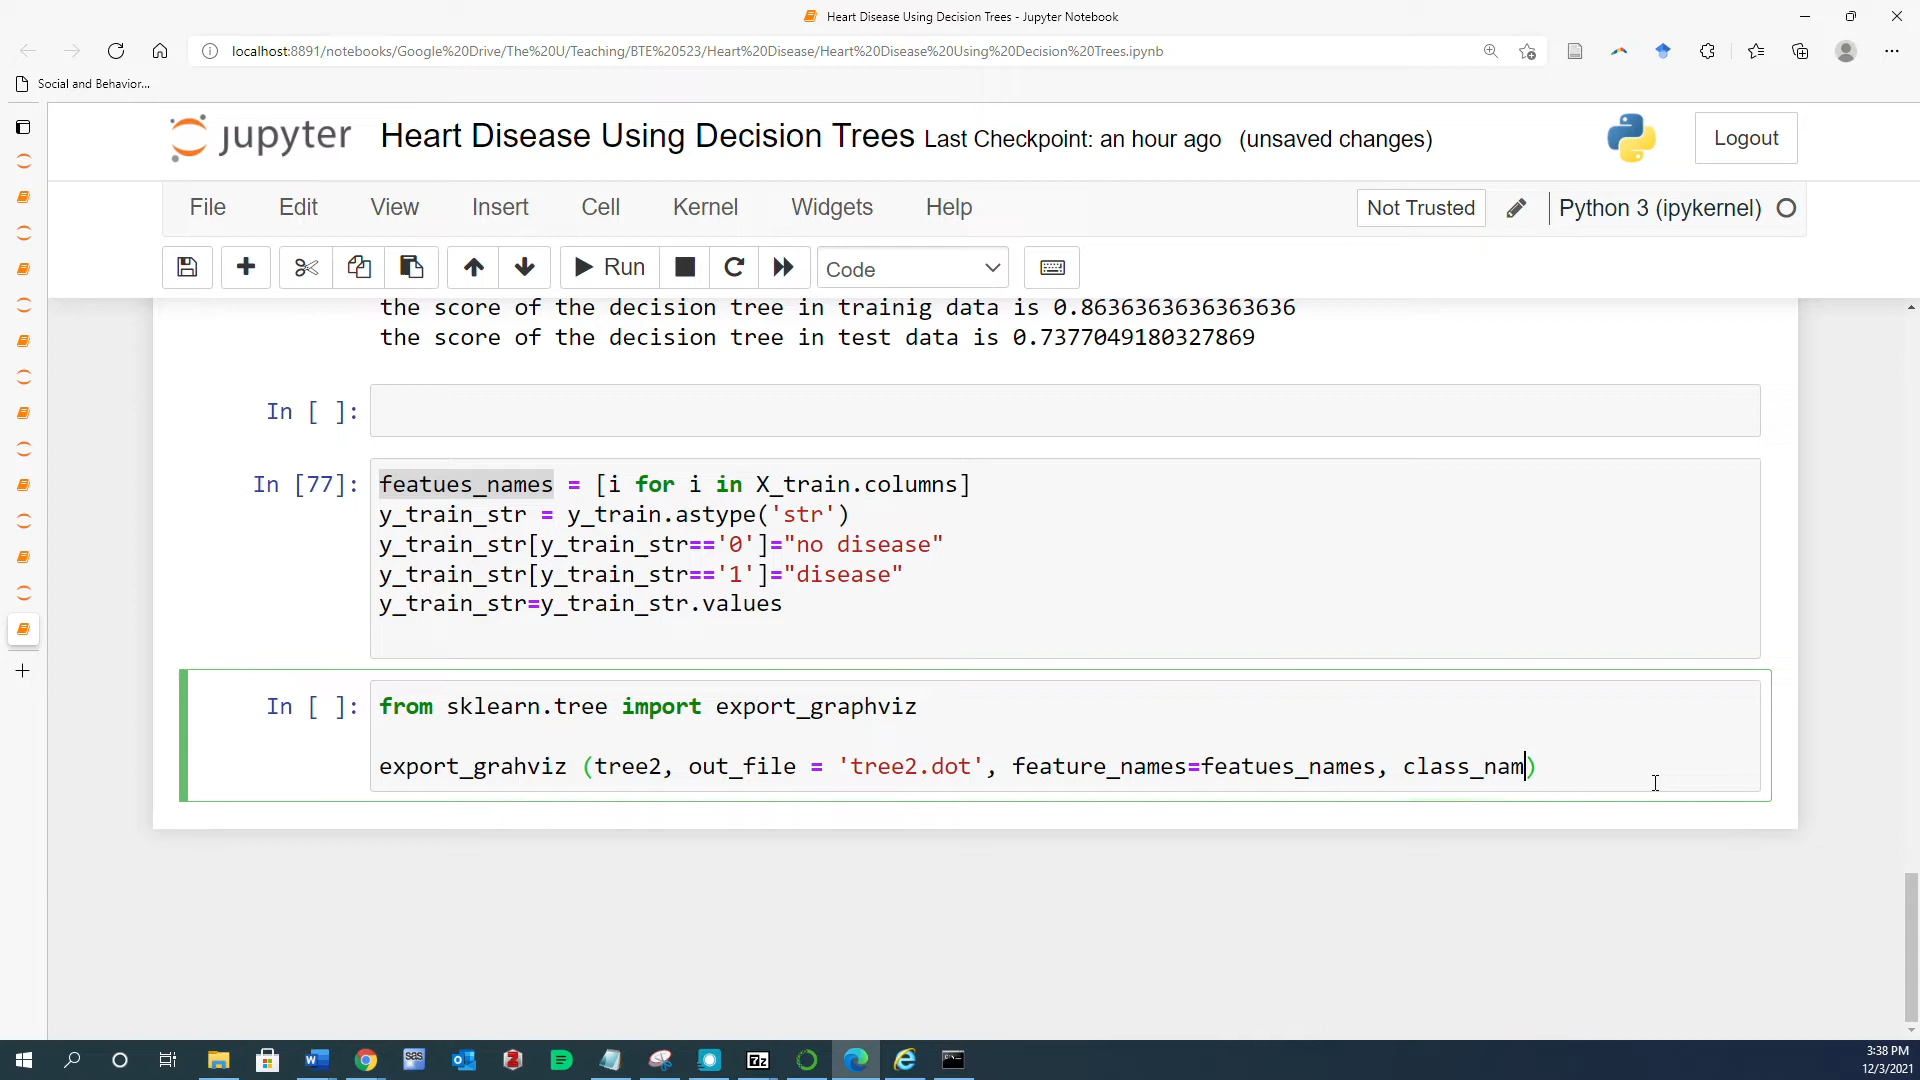 Heart Disease Using Decision Trees - Jupyter Notebook
localhost:8891/notebooks/Google%20Drive/The%20U/Teaching/BTE%20523/Heart%20Disease/Heart%20Disease%20Using%20Decision%20Trees.ipynb
Social and Behavior...
jupyter Heart Disease Using Decision Trees Last Checkpoint: an hour ago (unsaved changes)
Logout
File Edit View Insert Cell Kernel Widgets Help
Not Trusted
Python 3 (ipykernel)
Run
Code
the score of the decision tree in trainig data is 0.8636363636363636
the score of the decision tree in test data is 0.7377049180327869
In [ ]:
In [77]: featues_names = [i for i in X_train.columns]
y_train_str = y_train.astype('str')
y_train_str[y_train_str=='0']="no disease"
y_train_str[y_train_str=='1']="disease"
y_train_str=y_train_str.values
In [ ]: from sklearn.tree import export_graphviz
export_grahviz (tree2, out_file = 'tree2.dot', feature_names=featues_names, class_nam)
sas
7z
3:38 PM
12/3/2021